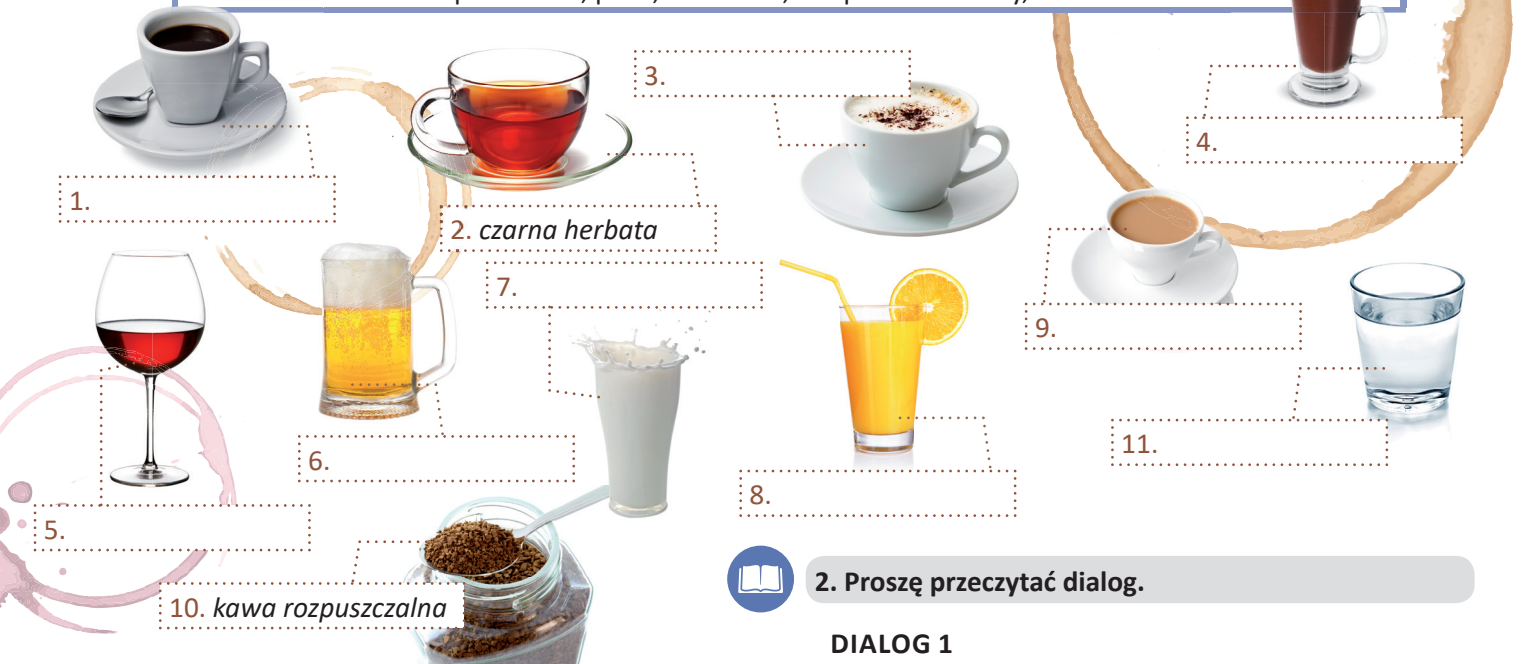 3.
4.
1.
2. czarna herbata
7.
9.
11.
6.
8.
5.
10. kawa rozpuszczalna
2. Proszę przeczytać dialog.
DIALOG 1